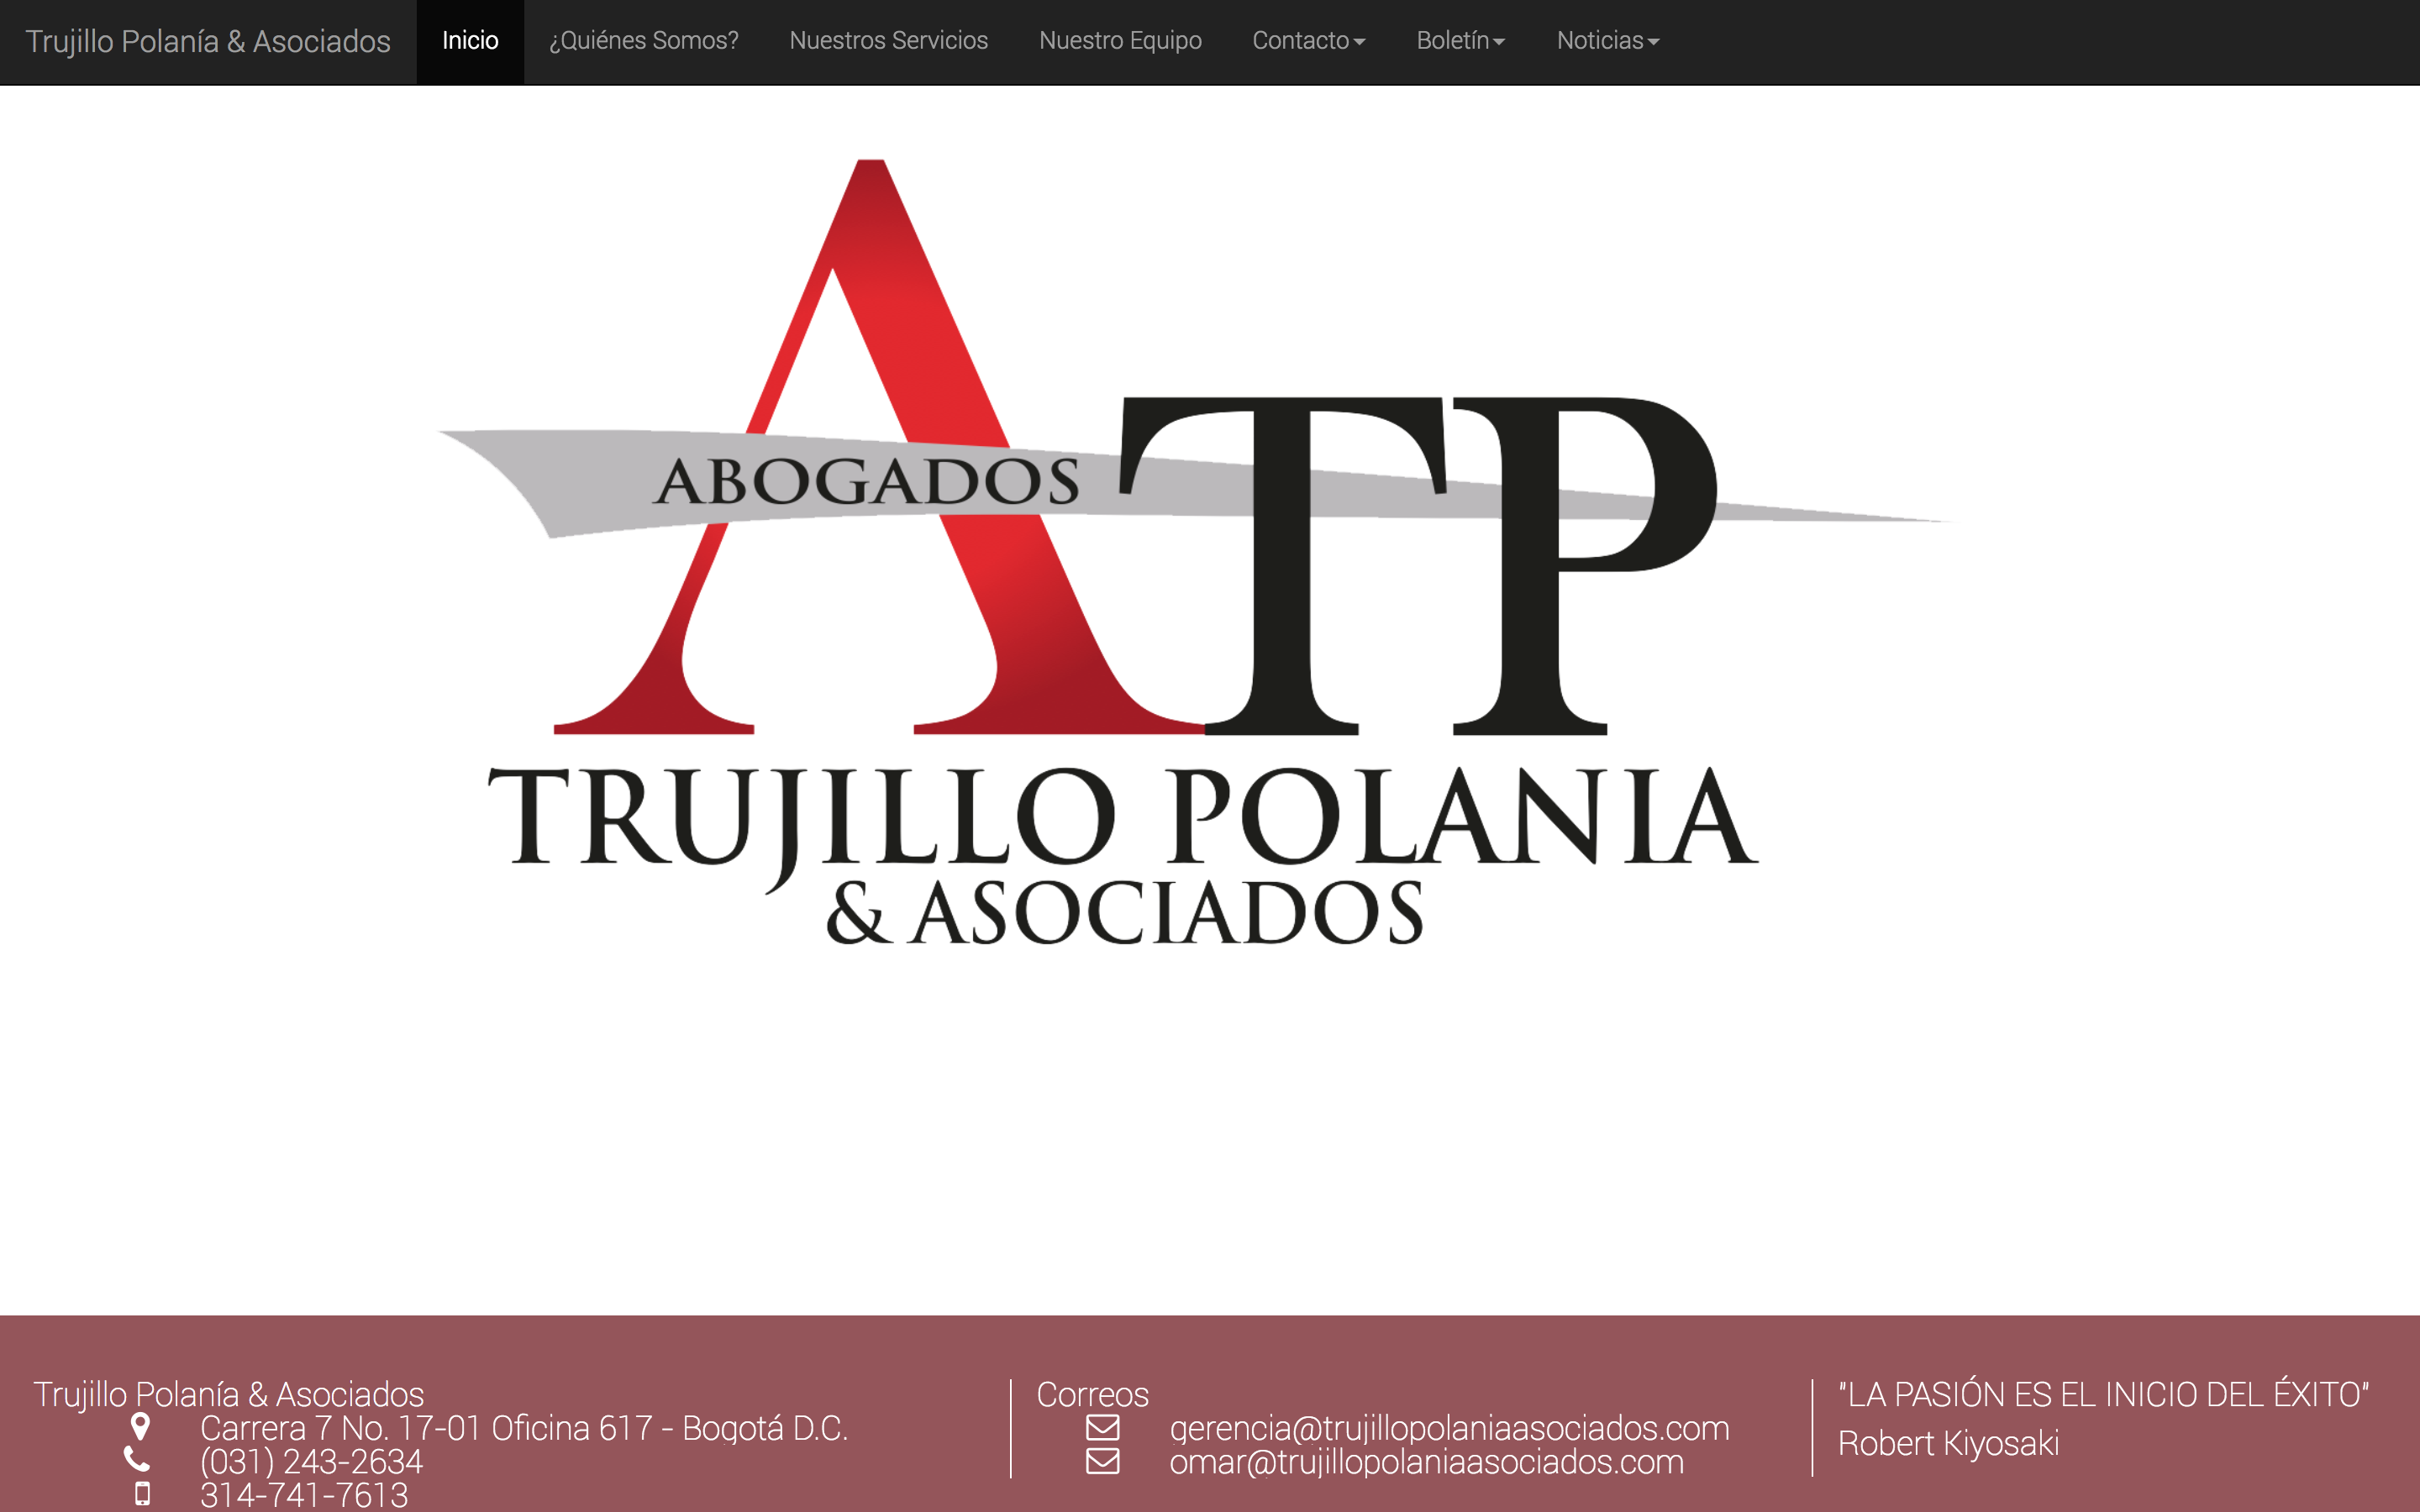 Trujillo Polanía & Asociados
Inicio
¿Quiénes Somos?
Nuestros Servicios
Nuestro Equipo
Contacto
Boletín
Noticias
ATP
ABOGADOS
TRUJILLO POLANIA
& ASOCIADOS
Trujillo Polanía & Asociados
Carrera 7 No. 17-01 Oficina 617 - Bogotá D.C.
(031) 243-2634
314-741-7613
Correos
gerencia@trujillopolaniaasociados.com
omar@trujillopolaniaasociados.com
"LA PASIÓN ES EL INICIO DEL ÉXITO"
Robert Kiyosaki